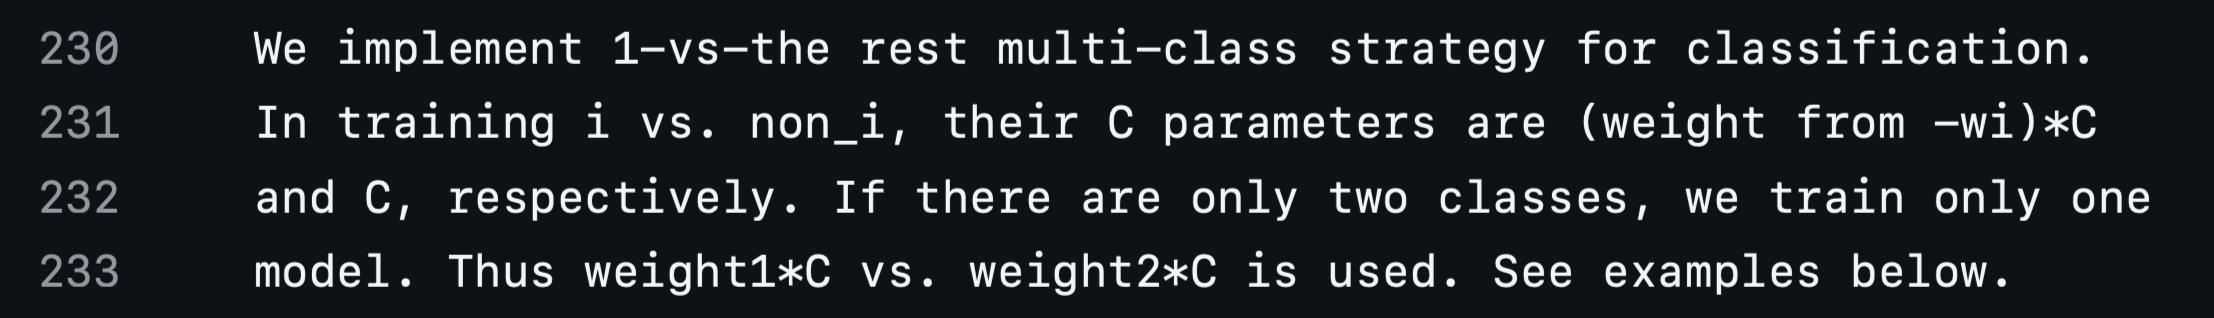 230 We implement 1-vs-the rest multi-class strategy for classification.
231 In training i vs. non_i, their C parameters are (weight from -wi)*C
232 and C, respectively. If there are only two classes, we train only one
233 model. Thus weight1*C vs. weight2*C is used. See examples below.